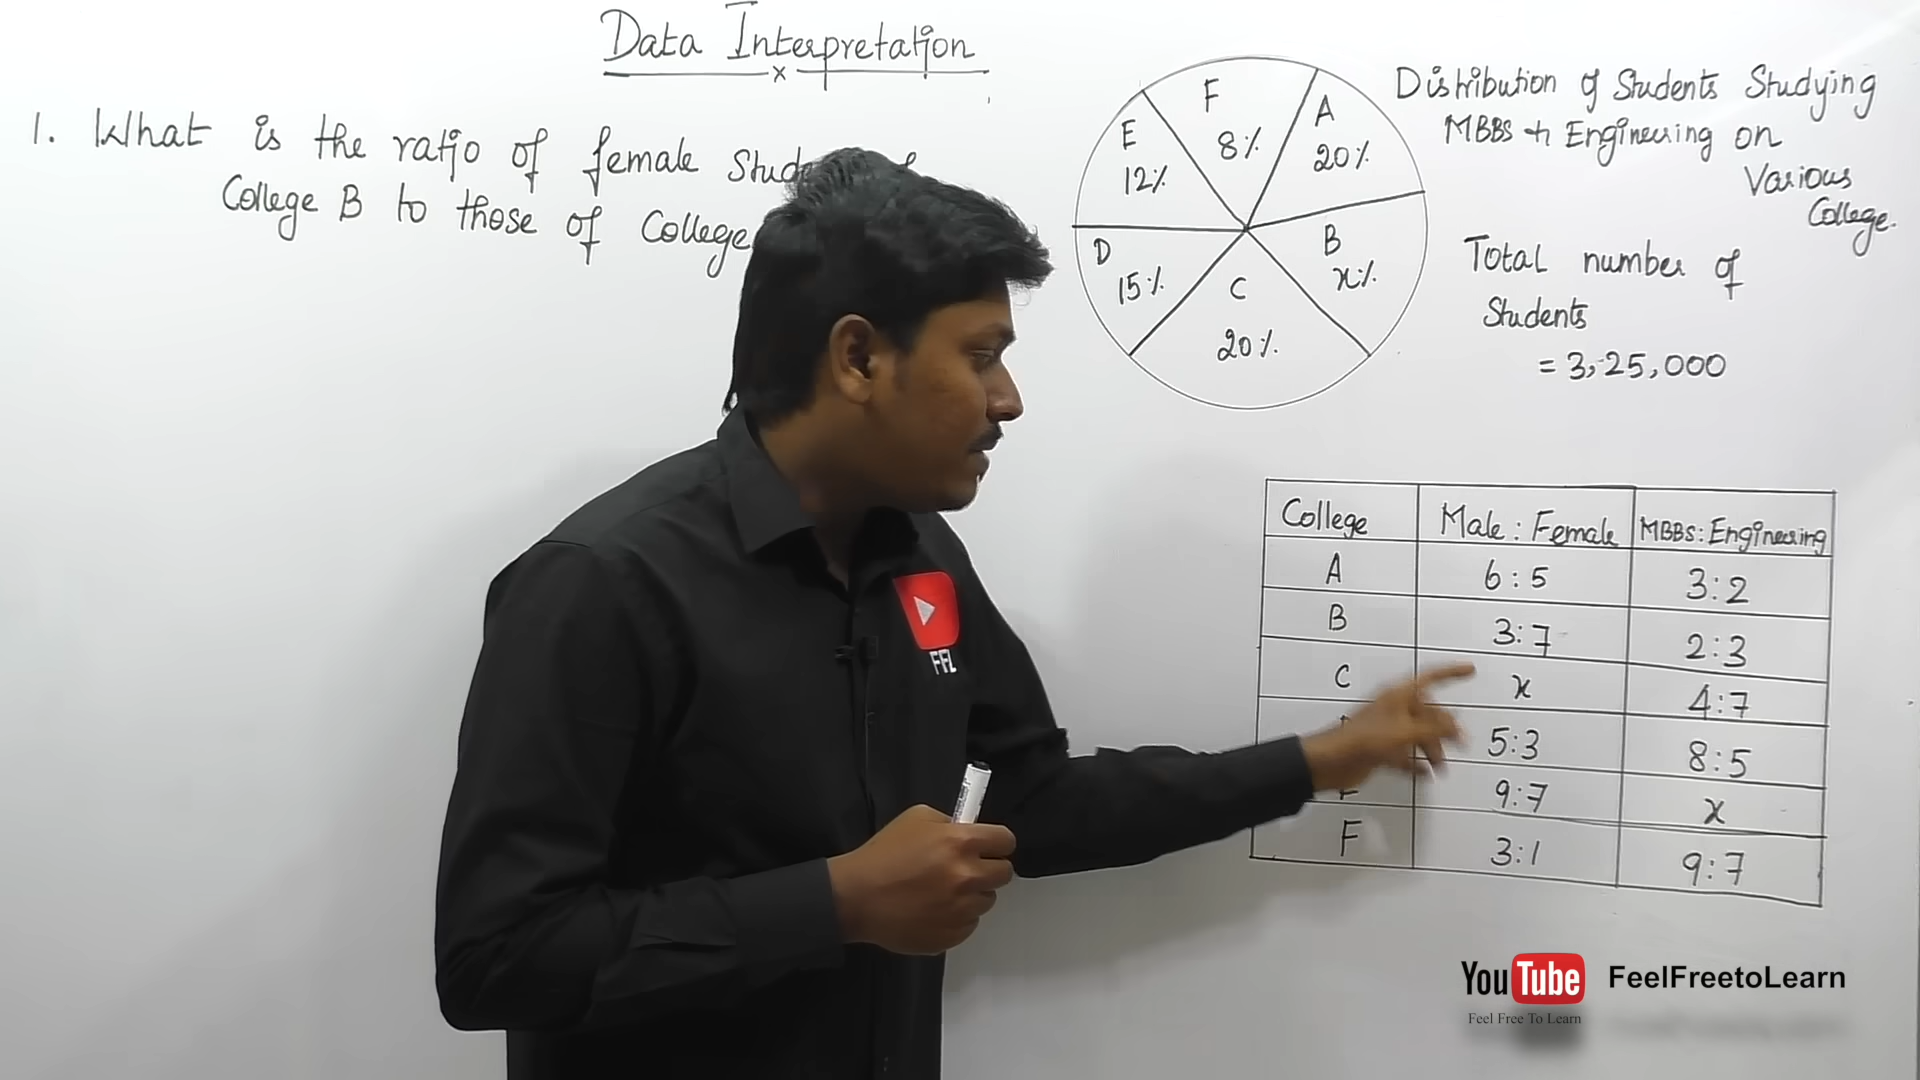 Data Interpretation
1. What is the ratio of female
College B to those of College
F
8%
A
20%
E
12%
B
x%
D
15%
C
20%
Distribution of Students Studying
MBBS & Engineering on
Various
College.
Total number of
Students
= 3,25,000
College Male : Female MBBS : Engineering
A 6 : 5 3 : 2
B 3 : 7 2 : 3
C x 4 : 7
5 : 3 8 : 5
9 : 7 x
F 3 : 1 9 : 7
FFL
YouTube FeelFreetoLearn
Feel Free To Learn